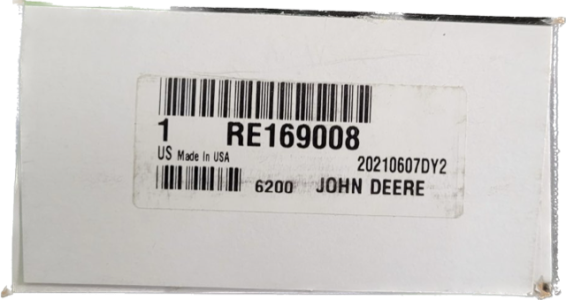 1 RE169008
US Made in USA 20210607DY2
6200 JOHN DEERE